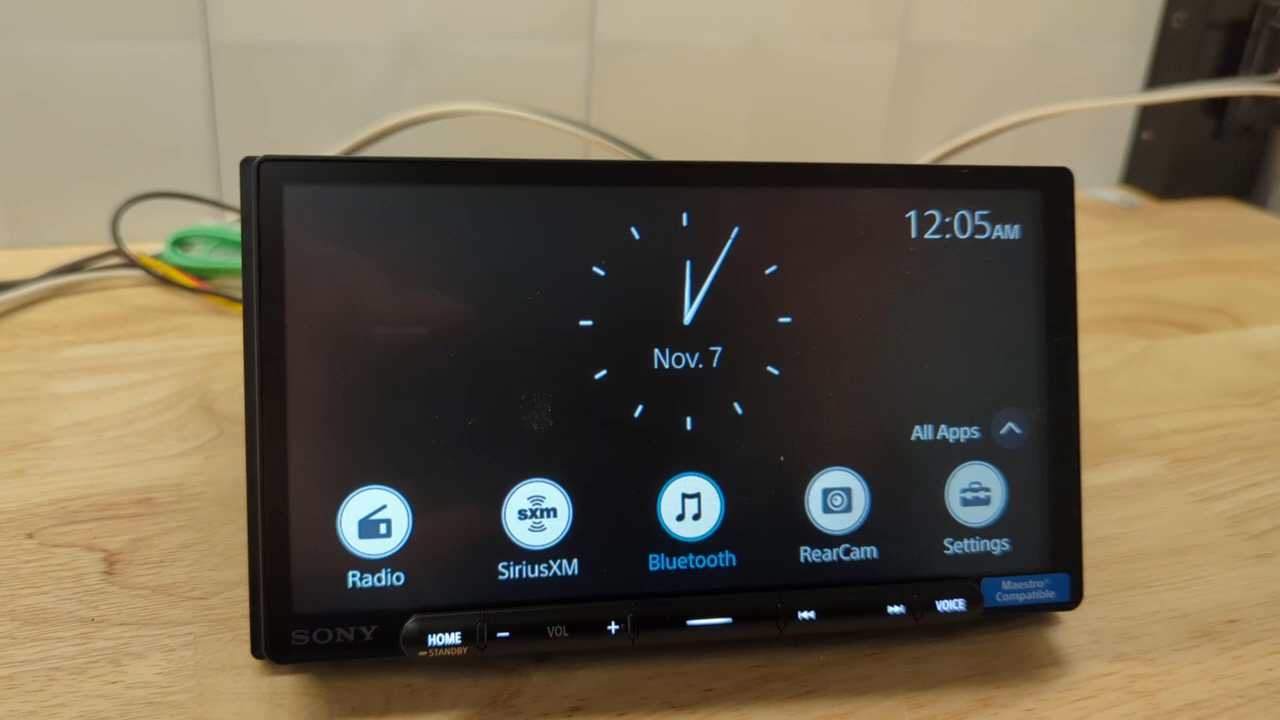 12:05AM
Nov. 7
All Apps
sxm
Radio
SiriusXM
Bluetooth
RearCam
Settings
Maestro®
Compatible
SONY
HOME
STANDBY
− VOL +
VOICE